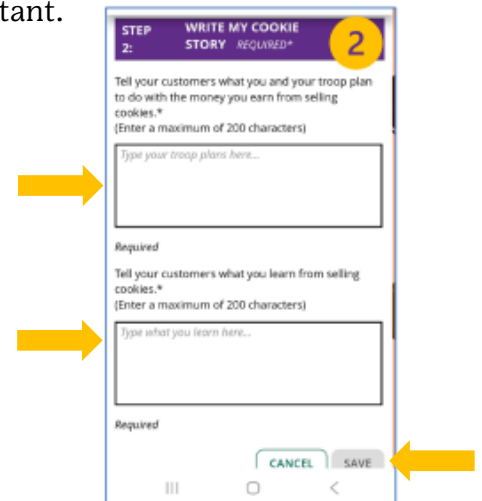 tant.
STEP 2:
WRITE MY COOKIE
STORY REQUIRED*
2
Tell your customers what you and your troop plan
to do with the money you earn from selling
cookies.*
(Enter a maximum of 200 characters)
Type your troop plans here...
Required
Tell your customers what you learn from selling
cookies.*
(Enter a maximum of 200 characters)
Type what you learn here...
Required
CANCEL SAVE